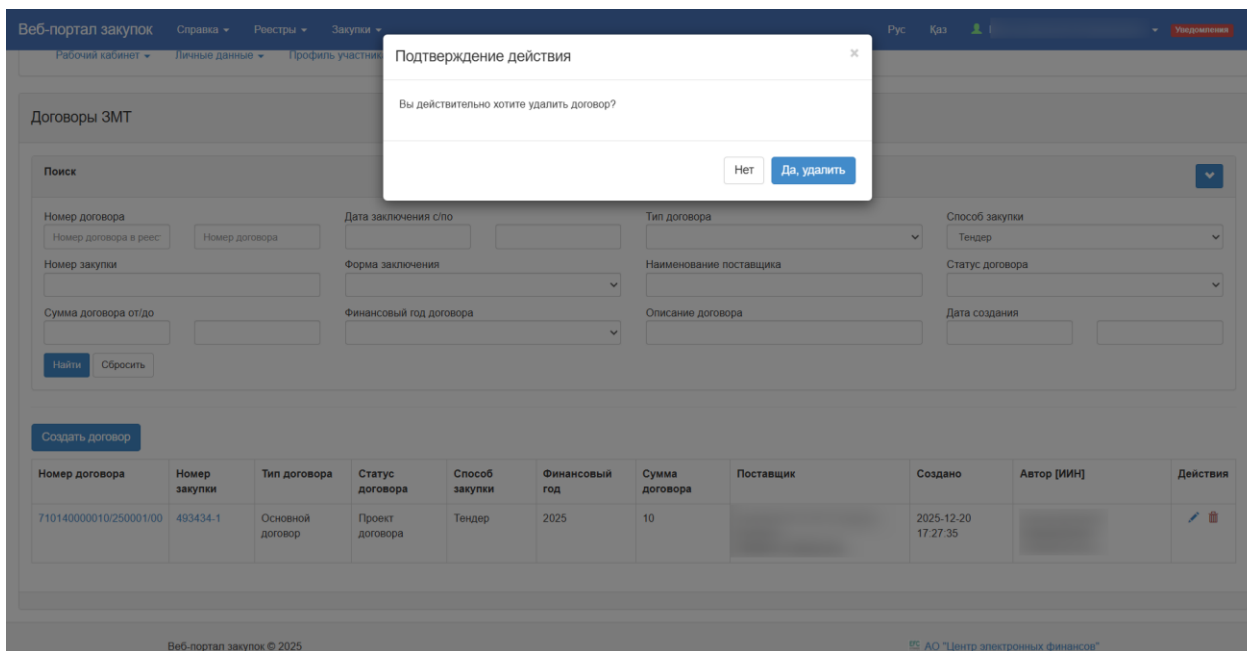 Веб-портал закупок Справка Реестры Закупки Рус Қаз Уведомления
Рабочий кабинет Личные данные Профиль участник
Подтверждение действия ×
Вы действительно хотите удалить договор?
Нет Да, удалить
Договоры ЗМТ
Поиск
Номер договора Дата заключения с/по Тип договора Способ закупки
Номер договора в реес Номер договора Тендер
Номер закупки Форма заключения Наименование поставщика Статус договора
Сумма договора от/до Финансовый год договора Описание договора Дата создания
Найти Сбросить
Создать договор
Номер договора Номер закупки Тип договора Статус договора Способ закупки Финансовый год Сумма договора Поставщик Создано Автор [ИИН] Действия
710140000010/250001/00 493434-1 Основной договор Проект договора Тендер 2025 10 2025-12-20 17:27:35
Веб-портал закупок © 2025 АО "Центр электронных финансов"